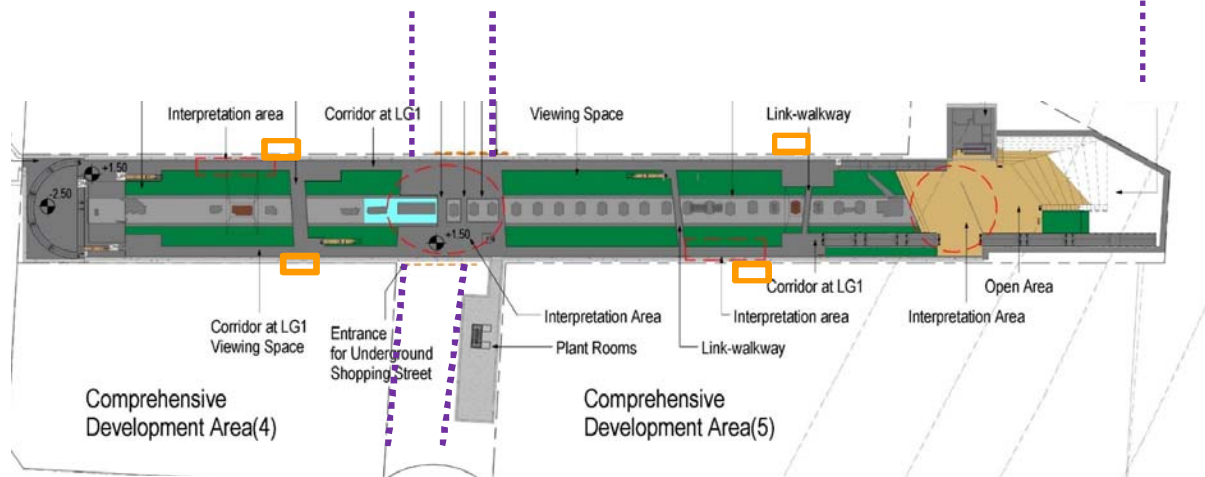 Interpretation area
Corridor at LG1
Viewing Space
Link-walkway
+1.50
-2.50
+1.50
Corridor at LG1
Viewing Space
Entrance
for Underground
Shopping Street
Interpretation Area
Plant Rooms
Interpretation area
Link-walkway
Corridor at LG1
Interpretation Area
Open Area
Comprehensive
Development Area(4)
Comprehensive
Development Area(5)